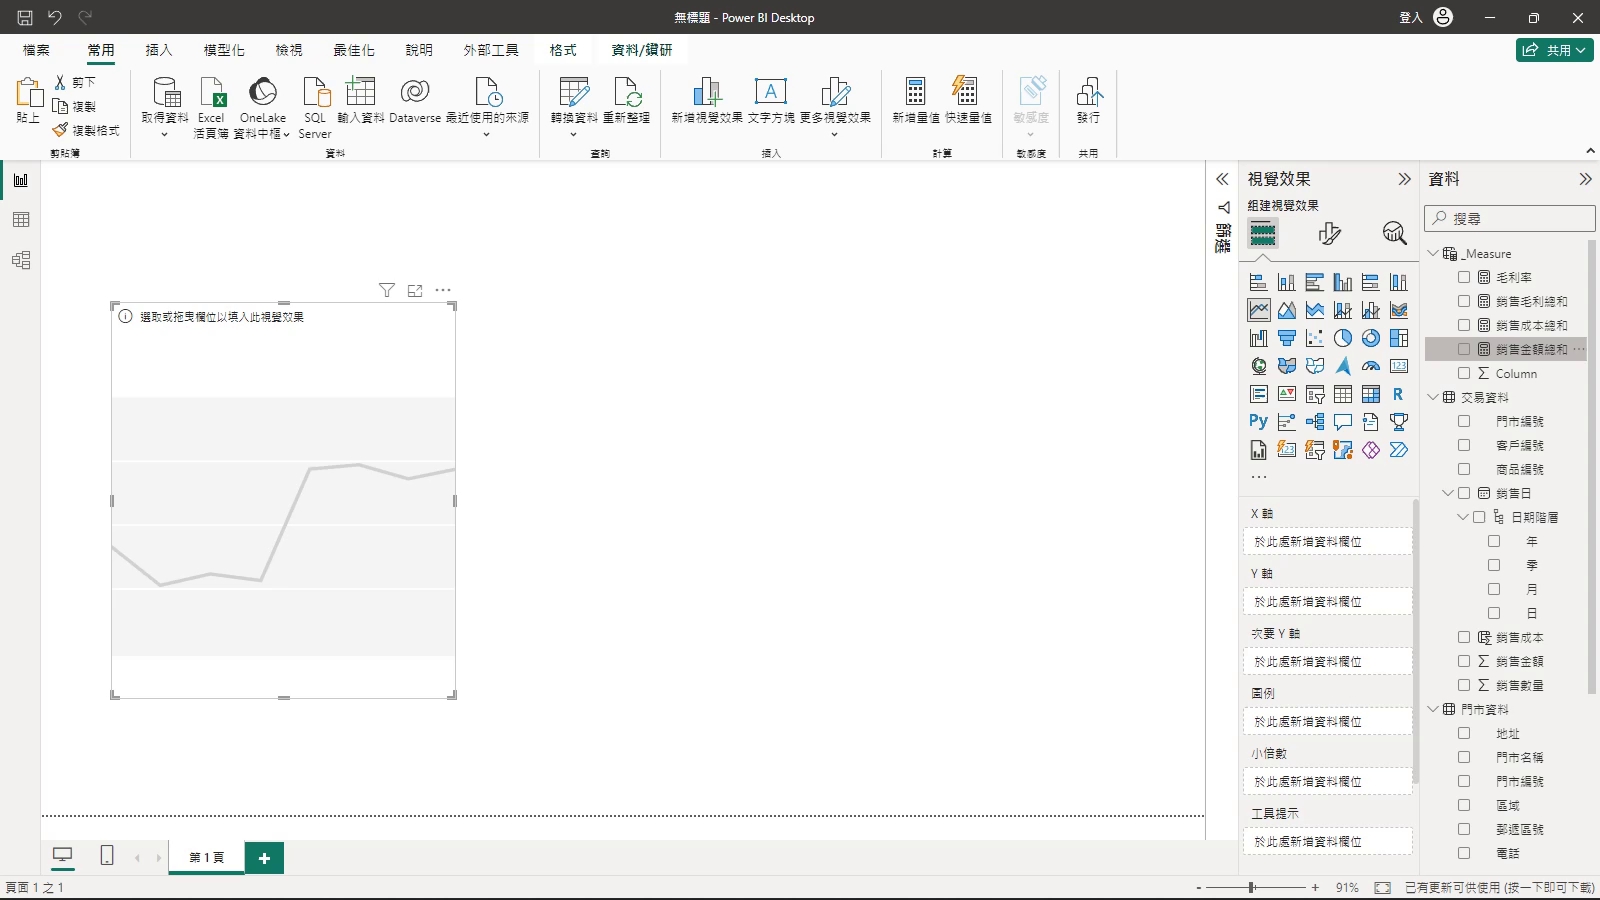 無標題 - Power BI Desktop
登入
檔案 常用 插入 模型化 檢視 最佳化 說明 外部工具 格式 資料/鑽研
共用
貼上
剪下
複製
複製格式
剪貼簿
取得資料
Excel
活頁簿
OneLake
資料中樞
SQL
Server
輸入資料
Dataverse
最近使用的來源
資料
轉換資料
重新整理
查詢
新增視覺效果
文字方塊
更多視覺效果
插入
新增量值
快速量值
計算
敏感度
敏感度
發行
共用
選取或拖曳欄位以填入此視覺效果
篩選
視覺效果
組建視覺效果
X 軸
於此處新增資料欄位
Y 軸
於此處新增資料欄位
次要 Y 軸
於此處新增資料欄位
圖例
於此處新增資料欄位
小倍數
於此處新增資料欄位
工具提示
於此處新增資料欄位
資料
搜尋
_Measure
毛利率
銷售毛利總和
銷售成本總和
銷售金額總和
Column
交易資料
門市編號
客戶編號
商品編號
銷售日
日期階層
年
季
月
日
銷售成本
銷售金額
銷售數量
門市資料
地址
門市名稱
門市編號
區域
郵遞區號
電話
第 1 頁
頁面 1 之 1
- + 91%
已有更新可供使用 (按一下即可下載)